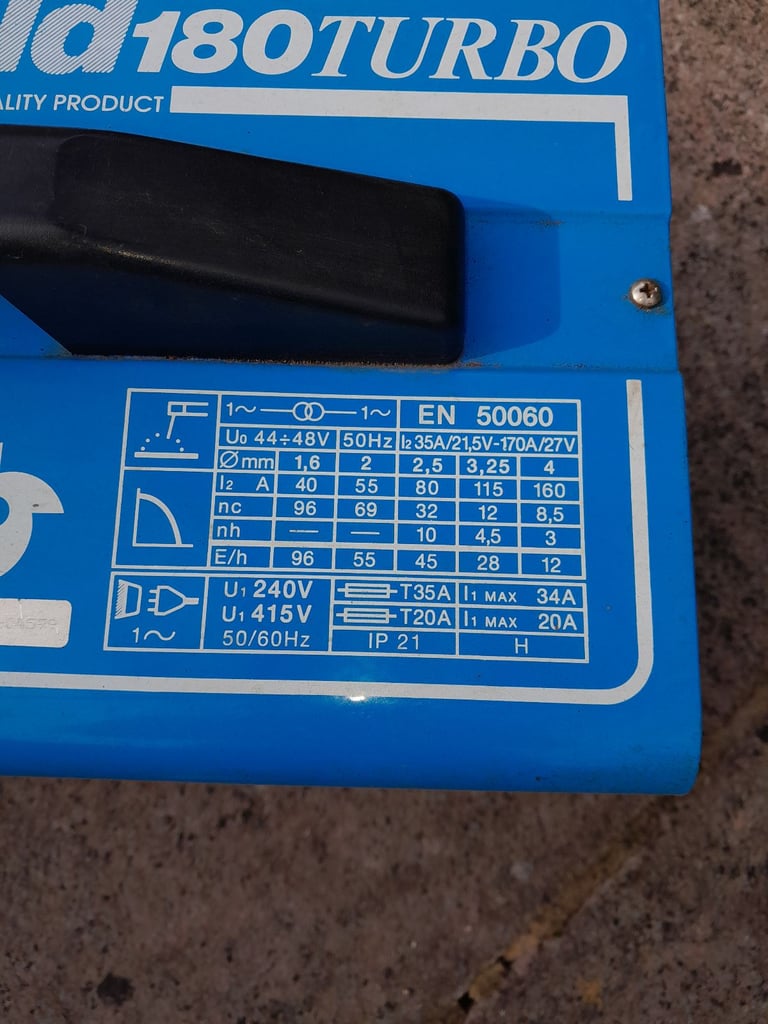 ld180TURBO
ALITY PRODUCT
1~ 1~ EN 50060
U0 44÷48V 50Hz I2 35A/21,5V-170A/27V
Ømm 1,6 2 2,5 3,25 4
I2 A 40 55 80 115 160
nc 96 69 32 12 8,5
nh — — 10 4,5 3
E/h 96 55 45 28 12
U1 240V T35A I1 MAX 34A
U1 415V T20A I1 MAX 20A
1~ 50/60Hz IP 21 H